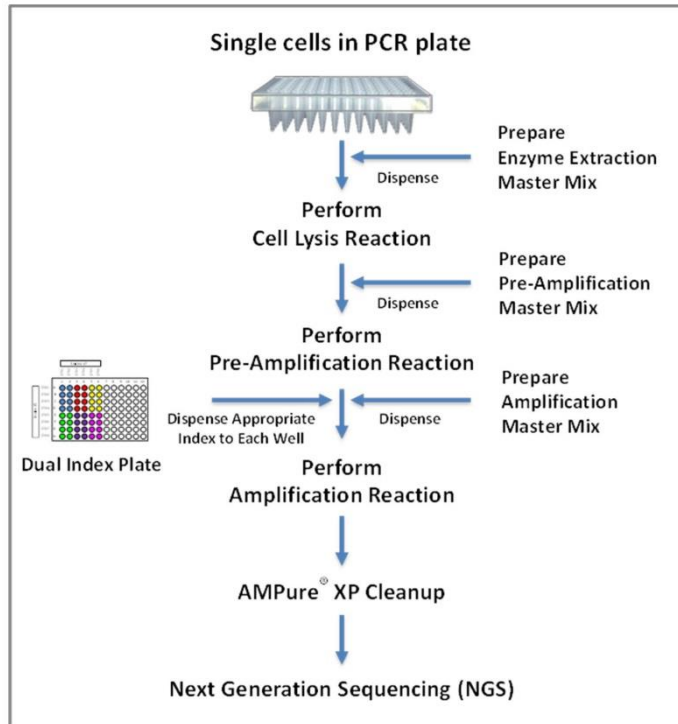 Single cells in PCR plate
Prepare
Enzyme Extraction
Master Mix
Dispense
Perform
Cell Lysis Reaction
Prepare
Pre-Amplification
Master Mix
Dispense
Perform
Pre-Amplification Reaction
Prepare
Amplification
Master Mix
Dispense Appropriate
Index to Each Well
Dispense
Dual Index Plate
Perform
Amplification Reaction
AMPure® XP Cleanup
Next Generation Sequencing (NGS)